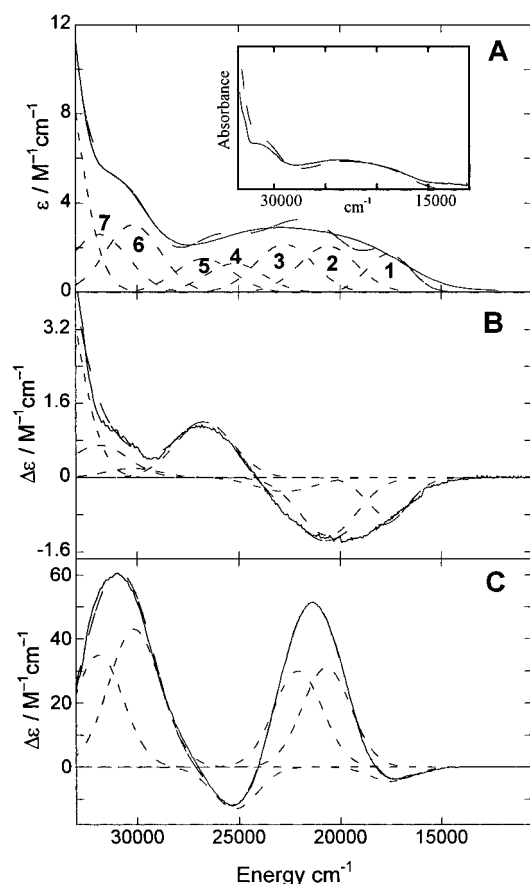 12
A
8
4
0
ε / M⁻¹cm⁻¹
Absorbance
30000
cm⁻¹
15000
7
6
5
4
3
2
1
B
3.2
1.6
0
-1.6
Δε / M⁻¹cm⁻¹
C
60
40
20
0
Δε / M⁻¹cm⁻¹
30000 25000 20000 15000
Energy cm⁻¹